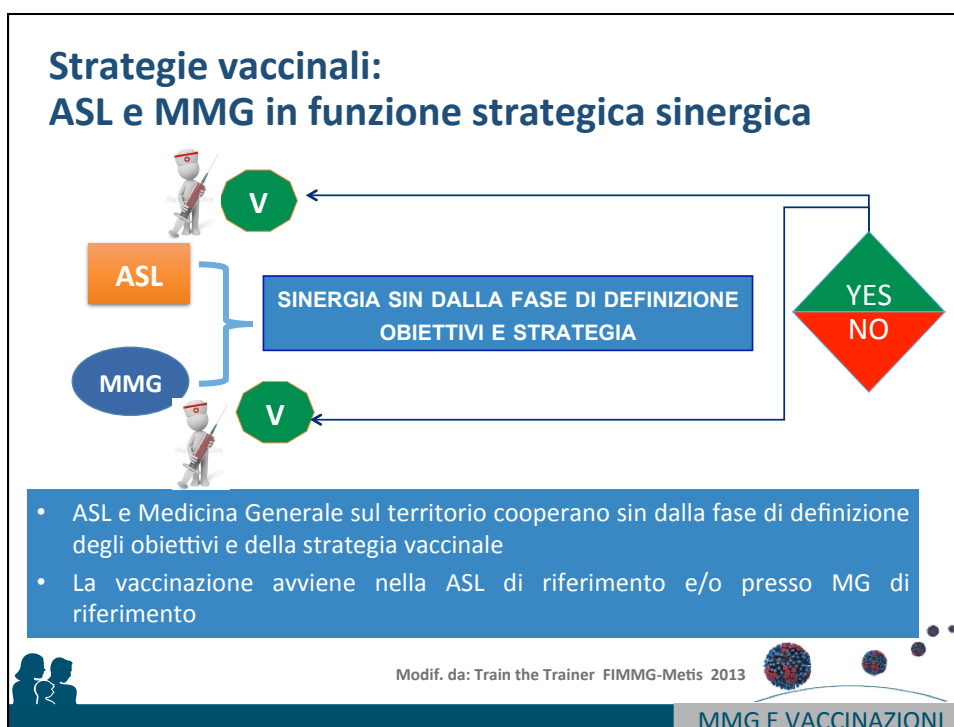 Strategie vaccinali:
ASL e MMG in funzione strategica sinergica
V
ASL
SINERGIA SIN DALLA FASE DI DEFINIZIONE
OBIETTIVI E STRATEGIA
YES
NO
MMG
V
• ASL e Medicina Generale sul territorio cooperano sin dalla fase di definizione
degli obiettivi e della strategia vaccinale
• La vaccinazione avviene nella ASL di riferimento e/o presso MG di
riferimento
Modif. da: Train the Trainer FIMMG-Metis 2013
MMG E VACCINAZIONI